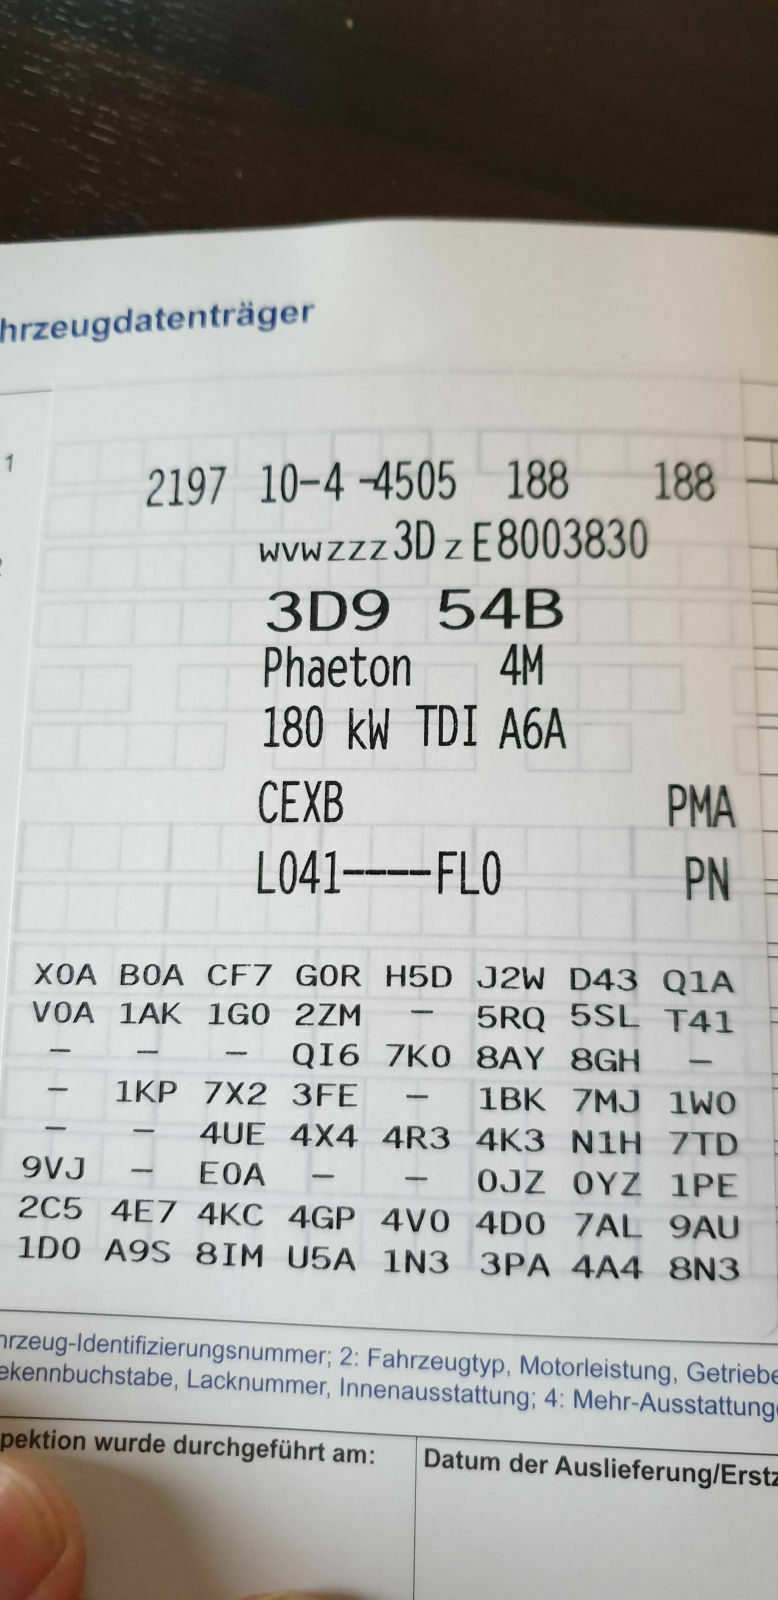 hrzeugdatenträger
1
2197 10-4 -4505 188 188
WVWZZZ3DZE8003830
3D9 54B
Phaeton 4M
180 kW TDI A6A
CEXB PMA
L041----FL0 PN
X0A B0A CF7 G0R H5D J2W D43 Q1A
V0A 1AK 1G0 2ZM - 5RQ 5SL T41
- - - QI6 7K0 8AY 8GH -
- 1KP 7X2 3FE - 1BK 7MJ 1W0
- - 4UE 4X4 4R3 4K3 N1H 7TD
9VJ - E0A - - 0JZ 0YZ 1PE
2C5 4E7 4KC 4GP 4V0 4D0 7AL 9AU
1D0 A9S 8IM U5A 1N3 3PA 4A4 8N3
hrzeug-Identifizierungsnummer; 2: Fahrzeugtyp, Motorleistung, Getriebe
ekennbuchstabe, Lacknummer, Innenausstattung; 4: Mehr-Ausstattung
pektion wurde durchgeführt am:
Datum der Auslieferung/Erstz